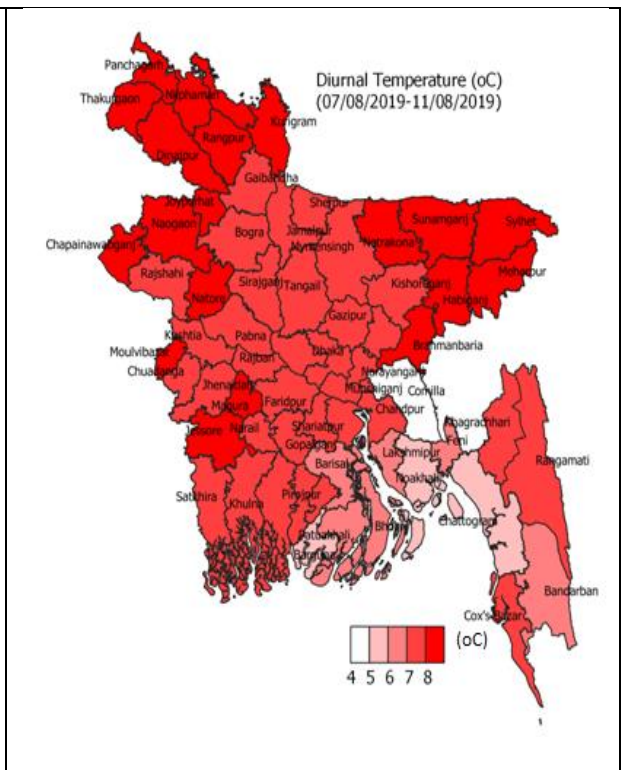 Diurnal Temperature (oC)
(07/08/2019-11/08/2019)
Panchagarh
Thakurgaon
Nilphamari
Kurigram
Rangpur
Dinajpur
Gaibandha
Joypurhat
Sherpur
Naogaon
Sunamganj
Sylhet
Bogra
Jamalpur
Netrakona
Chapainawabganj
Mymensingh
Rajshahi
Sirajganj
Tangail
Kishorganj
Natore
Habiganj
Gazipur
Kushtia
Pabna
Brahmanbaria
Moulvibazar
Rajbari
Dhaka
Chuadanga
Narayanganj
Jhenaidah
Munshiganj
Comilla
Magura
Faridpur
Chandpur
Jessore
Narail
Shariatpur
Khagrachhari
Gopalganj
Feni
Barisal
Lakshmipur
Rangamati
Noakhali
Satkhira
Khulna
Pirojpur
Chattogram
Patuakhali
Bhola
Barguna
Bandarban
Cox's Bazar
(oC)
4 5 6 7 8